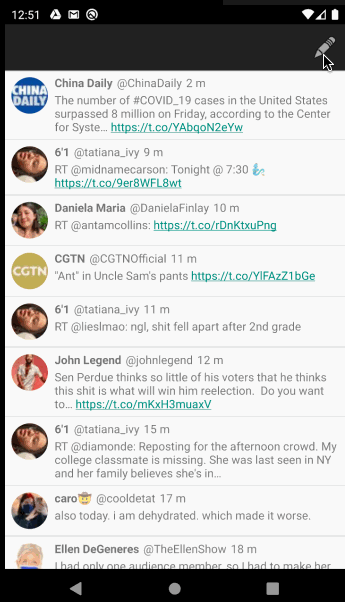 12:51
CHINA DAILY
China Daily @ChinaDaily 2 m
The number of #COVID_19 cases in the United States
surpassed 8 million on Friday, according to the Center
for Syste… https://t.co/YAbqoN2eYw
6'1 @tatiana_ivy 9 m
RT @midnamecarson: Tonight @ 7:30 🧞‍♂️
https://t.co/9er8WFL8wt
Daniela Maria @DanielaFinlay 10 m
RT @antamcollins: https://t.co/rDnKtxuPng
CGTN
CGTN @CGTNOfficial 11 m
"Ant" in Uncle Sam's pants https://t.co/YlFAzZ1bGe
6'1 @tatiana_ivy 11 m
RT @lieslmao: ngl, shit fell apart after 2nd grade
John Legend @johnlegend 12 m
Sen Perdue thinks so little of his voters that he thinks
this shit is what will win him reelection. Do you want
to… https://t.co/mKxH3muaxV
6'1 @tatiana_ivy 15 m
RT @diamonde: Reposting for the afternoon crowd. My
college classmate is missing. She was last seen in NY
and her family believes she's in…
caro🤠 @cooldetat 17 m
also today. i am dehydrated. which made it worse.
Ellen DeGeneres @TheEllenShow 18 m
I had only one audience member, so I had to make her